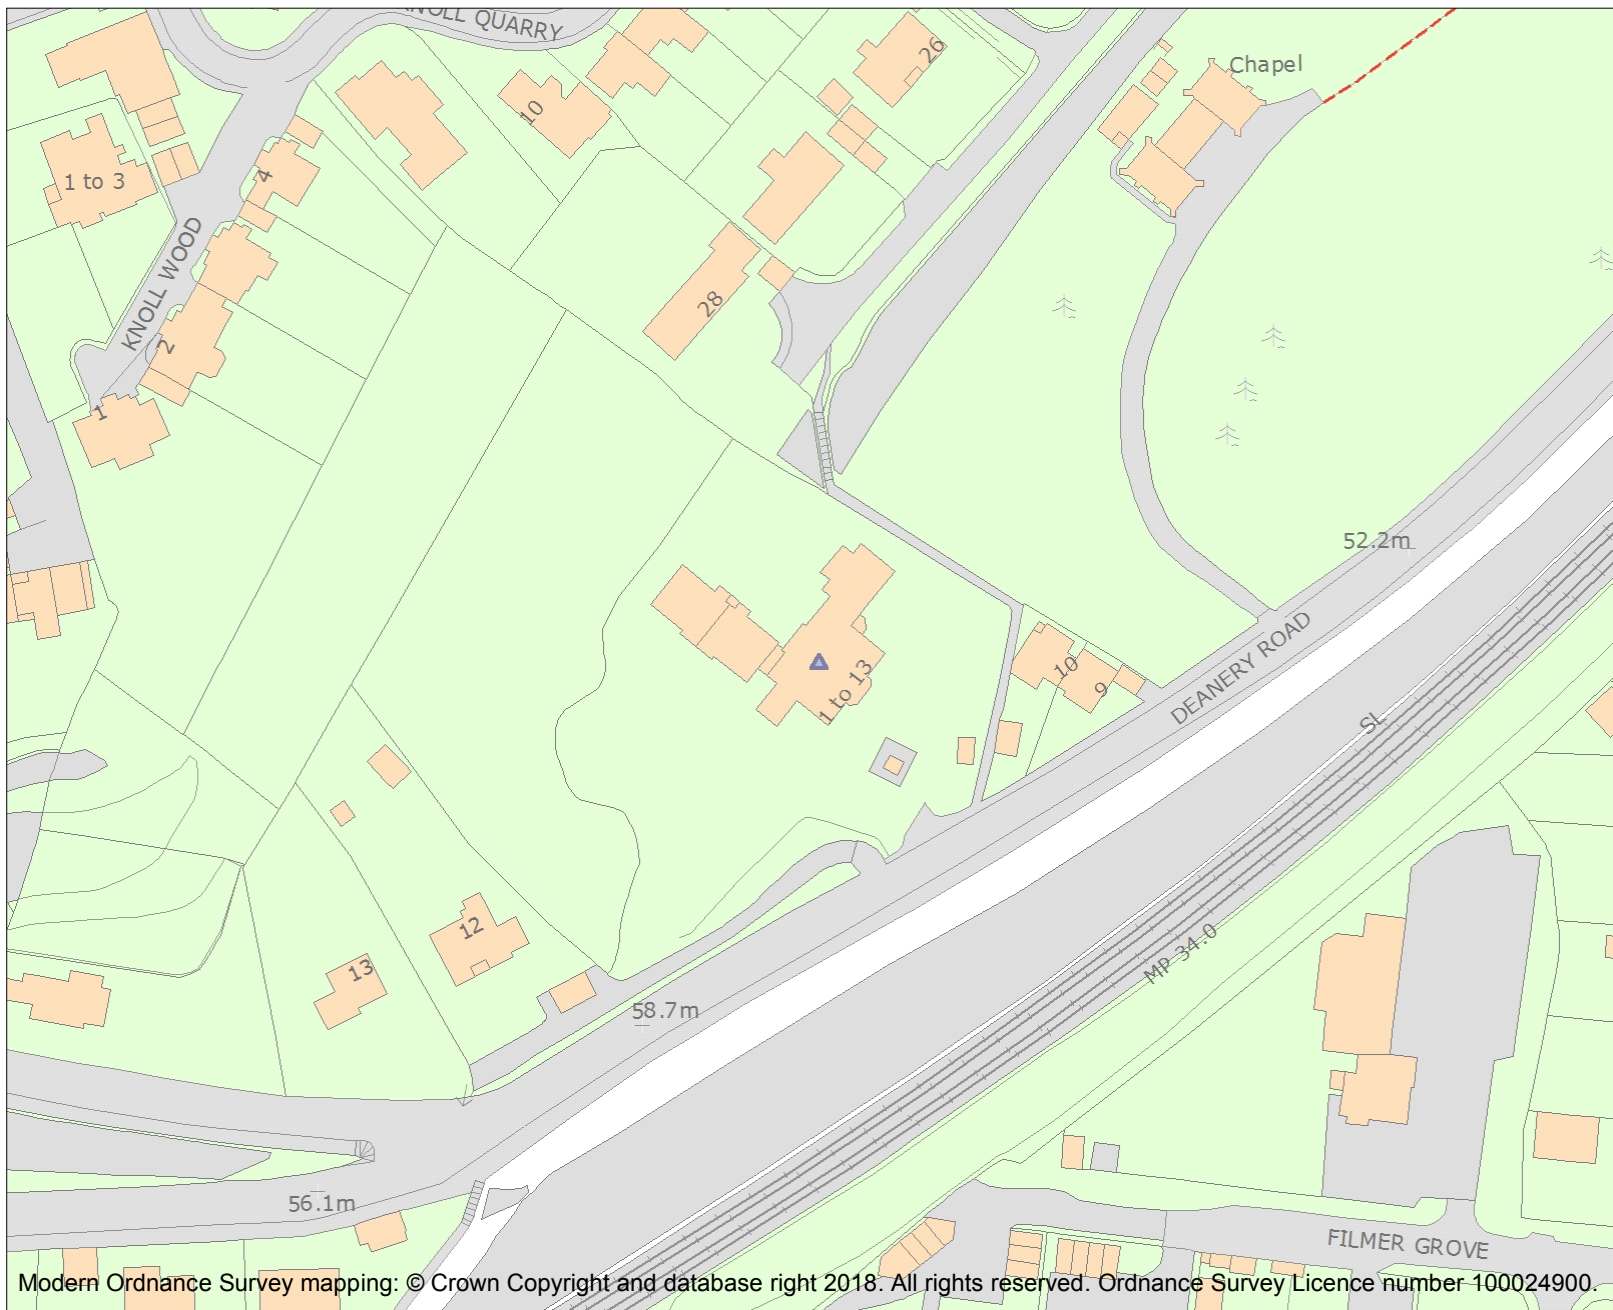 KNOLL QUARRY
26
Chapel
10
1 to 3
4
KNOLL WOOD
28
2
1
52.2m
DEANERY ROAD
10
9
1 to 13
SL
12
13
MP 34.0
58.7m
56.1m
FILMER GROVE
Modern Ordnance Survey mapping: © Crown Copyright and database right 2018. All rights reserved. Ordnance Survey Licence number 100024900.